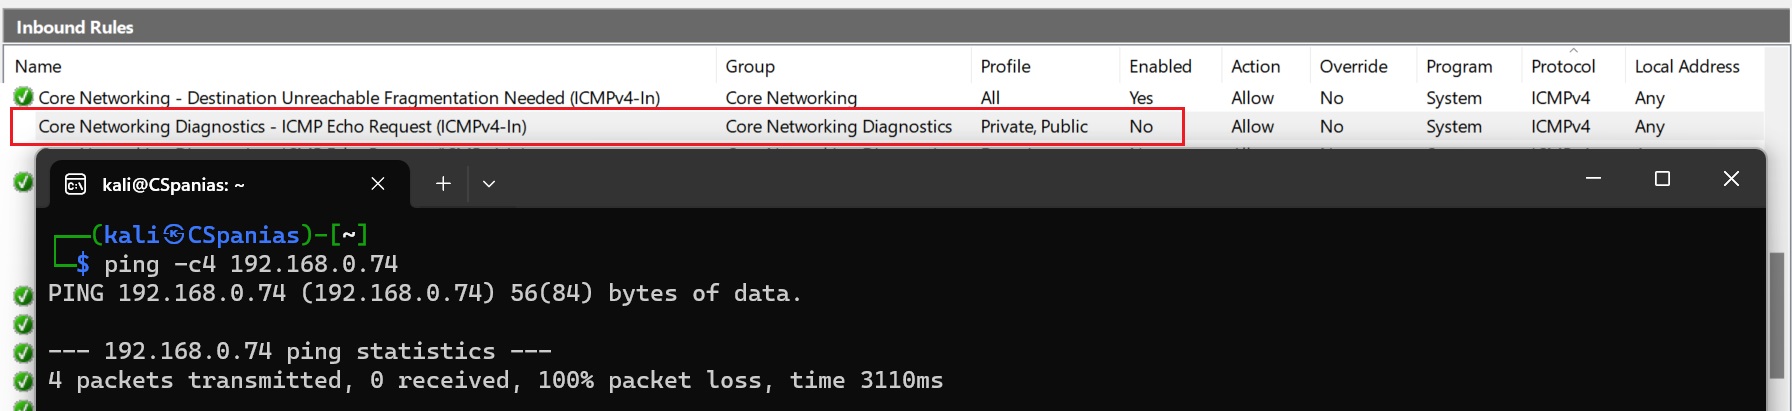 Inbound Rules
Name Group Profile Enabled Action Override Program Protocol Local Address
Core Networking - Destination Unreachable Fragmentation Needed (ICMPv4-In) Core Networking All Yes Allow No System ICMPv4 Any
Core Networking Diagnostics - ICMP Echo Request (ICMPv4-In) Core Networking Diagnostics Private, Public No Allow No System ICMPv4 Any
kali@CSpanias: ~
(kali㉿CSpanias)-[~]
$ ping -c4 192.168.0.74
PING 192.168.0.74 (192.168.0.74) 56(84) bytes of data.
--- 192.168.0.74 ping statistics ---
4 packets transmitted, 0 received, 100% packet loss, time 3110ms